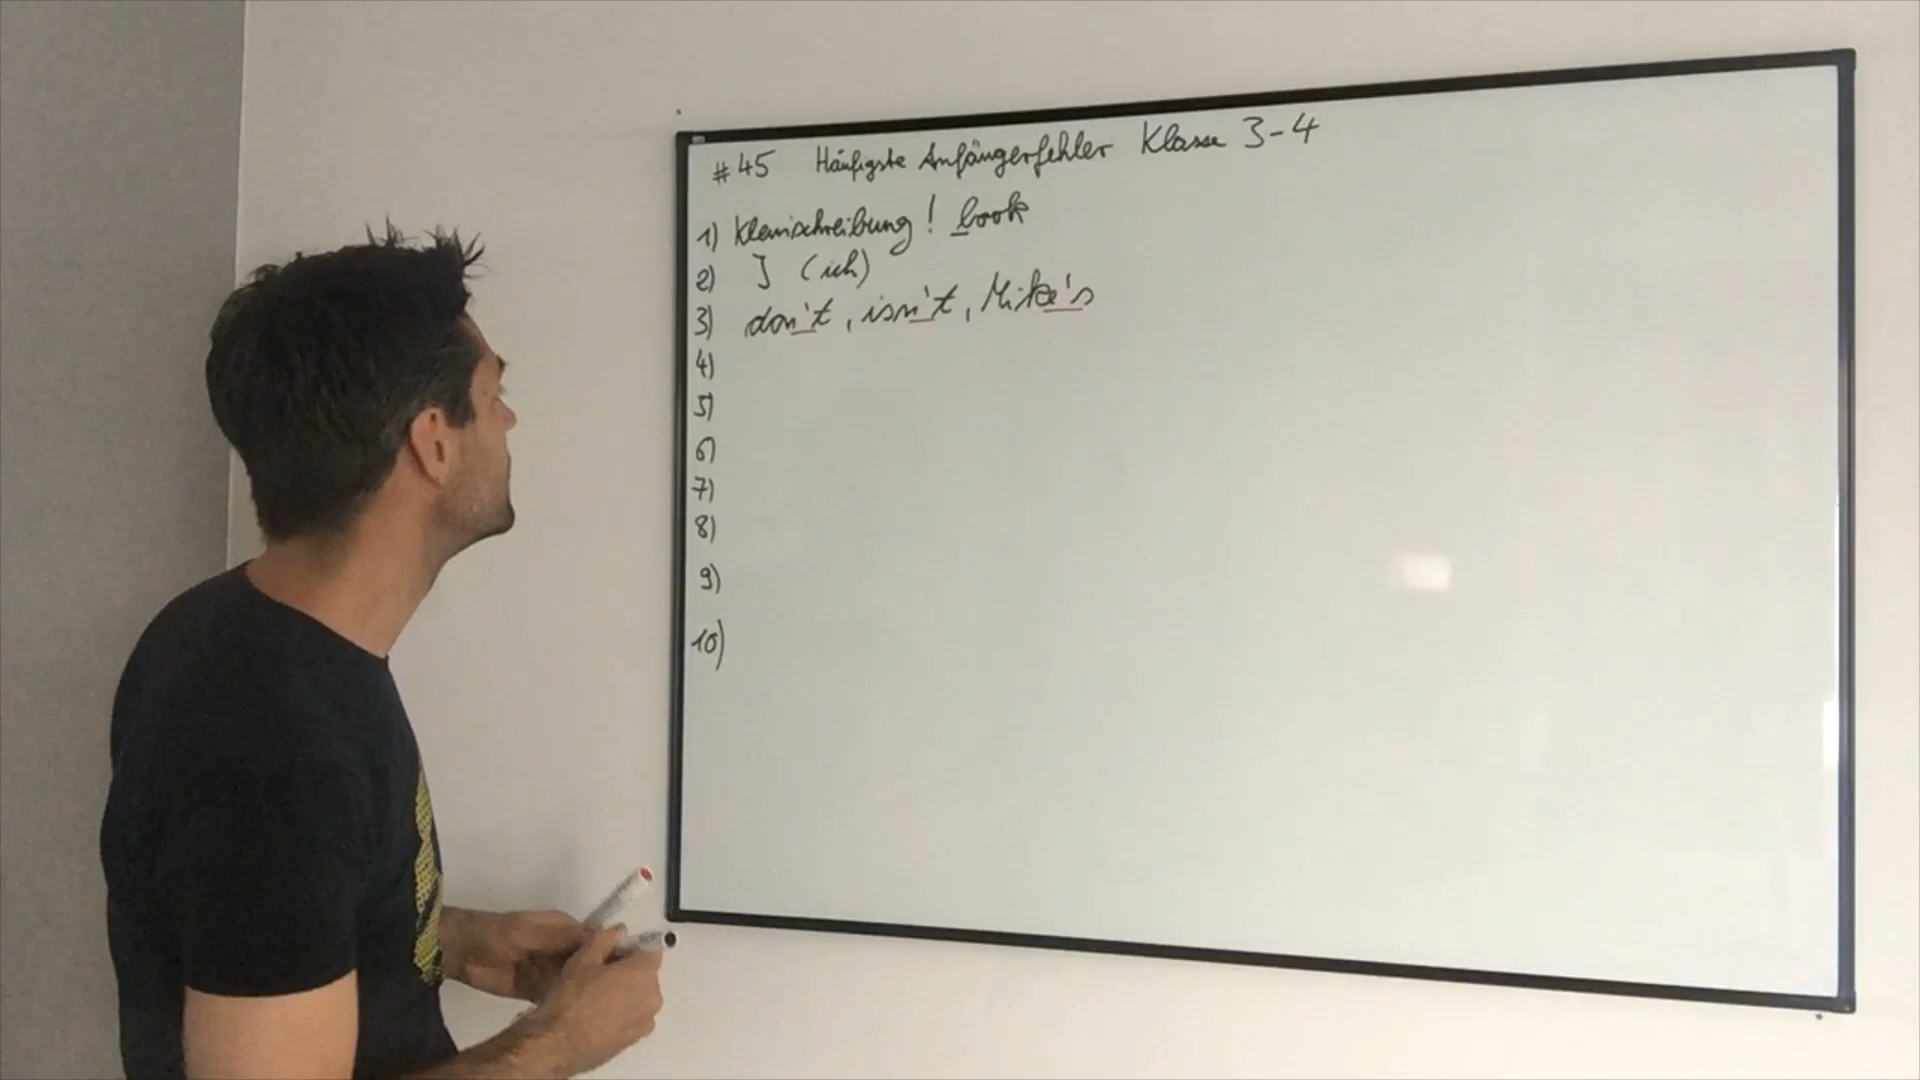 # 45 Häufigste Anfängerfehler Klasse 3-4
1) Kleinschreibung! book
2) I (ich)
3) don't, isn't, Mike's
4)
5)
6)
7)
8)
9)
10)